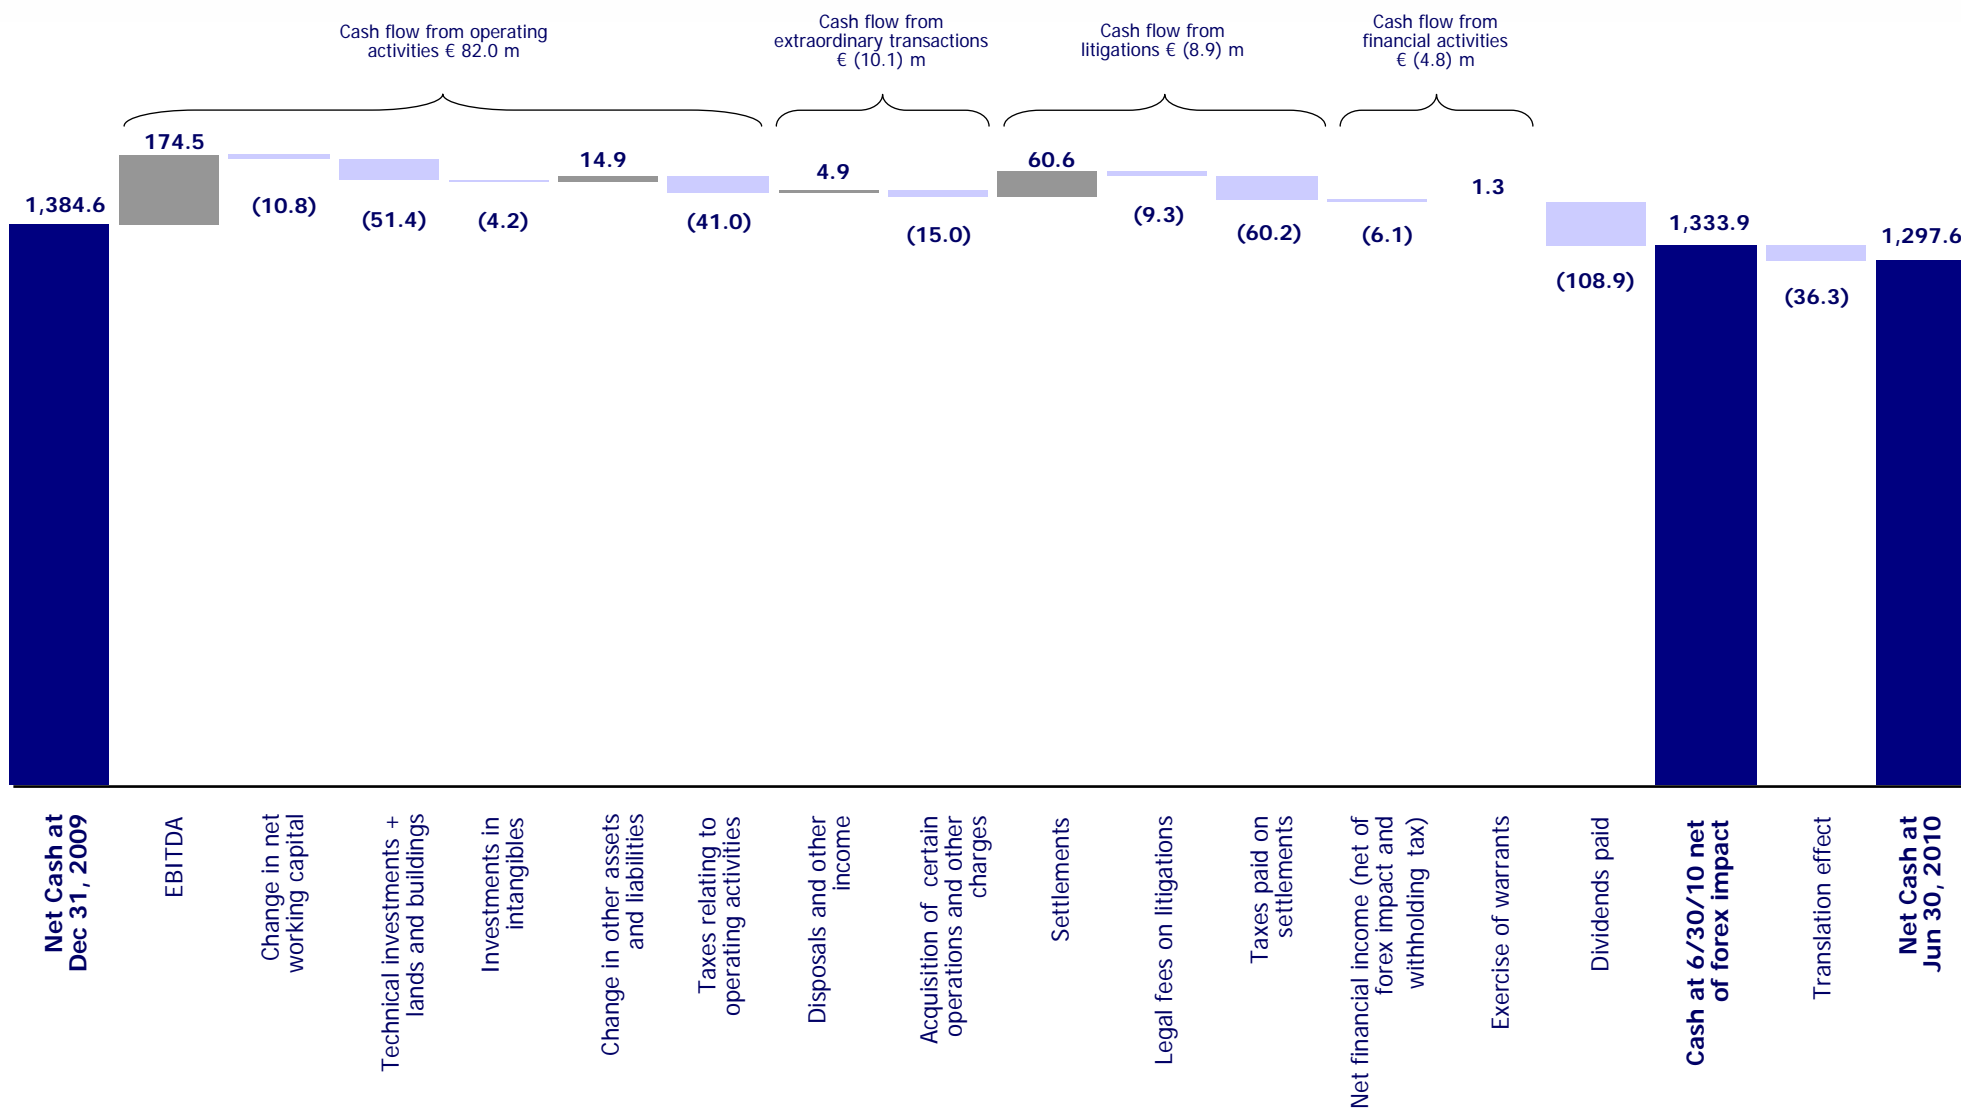 Cash flow from operating
activities € 82.0 m
Cash flow from
extraordinary transactions
€ (10.1) m
Cash flow from
litigations € (8.9) m
Cash flow from
financial activities
€ (4.8) m
1,384.6
174.5
(10.8)
(51.4)
(4.2)
14.9
(41.0)
4.9
(15.0)
60.6
(9.3)
(60.2)
(6.1)
1.3
(108.9)
1,333.9
(36.3)
1,297.6
Net Cash at
Dec 31, 2009
EBITDA
Change in net
working capital
Technical investments +
lands and buildings
Investments in
intangibles
Change in other assets
and liabilities
Taxes relating to
operating activities
Disposals and other
income
Acquisition of certain
operations and other
charges
Settlements
Legal fees on litigations
Taxes paid on
settlements
Net financial income (net of
forex impact and
withholding tax)
Exercise of warrants
Dividends paid
Cash at 6/30/10 net
of forex impact
Translation effect
Net Cash at
Jun 30, 2010